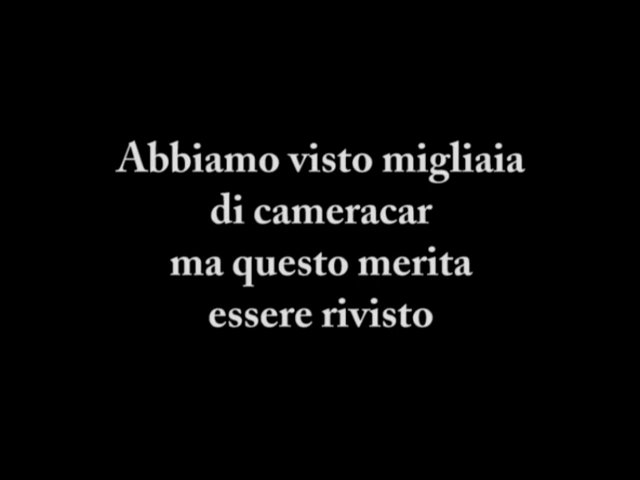 Abbiamo visto migliaia
di cameracar
ma questo merita
essere rivisto